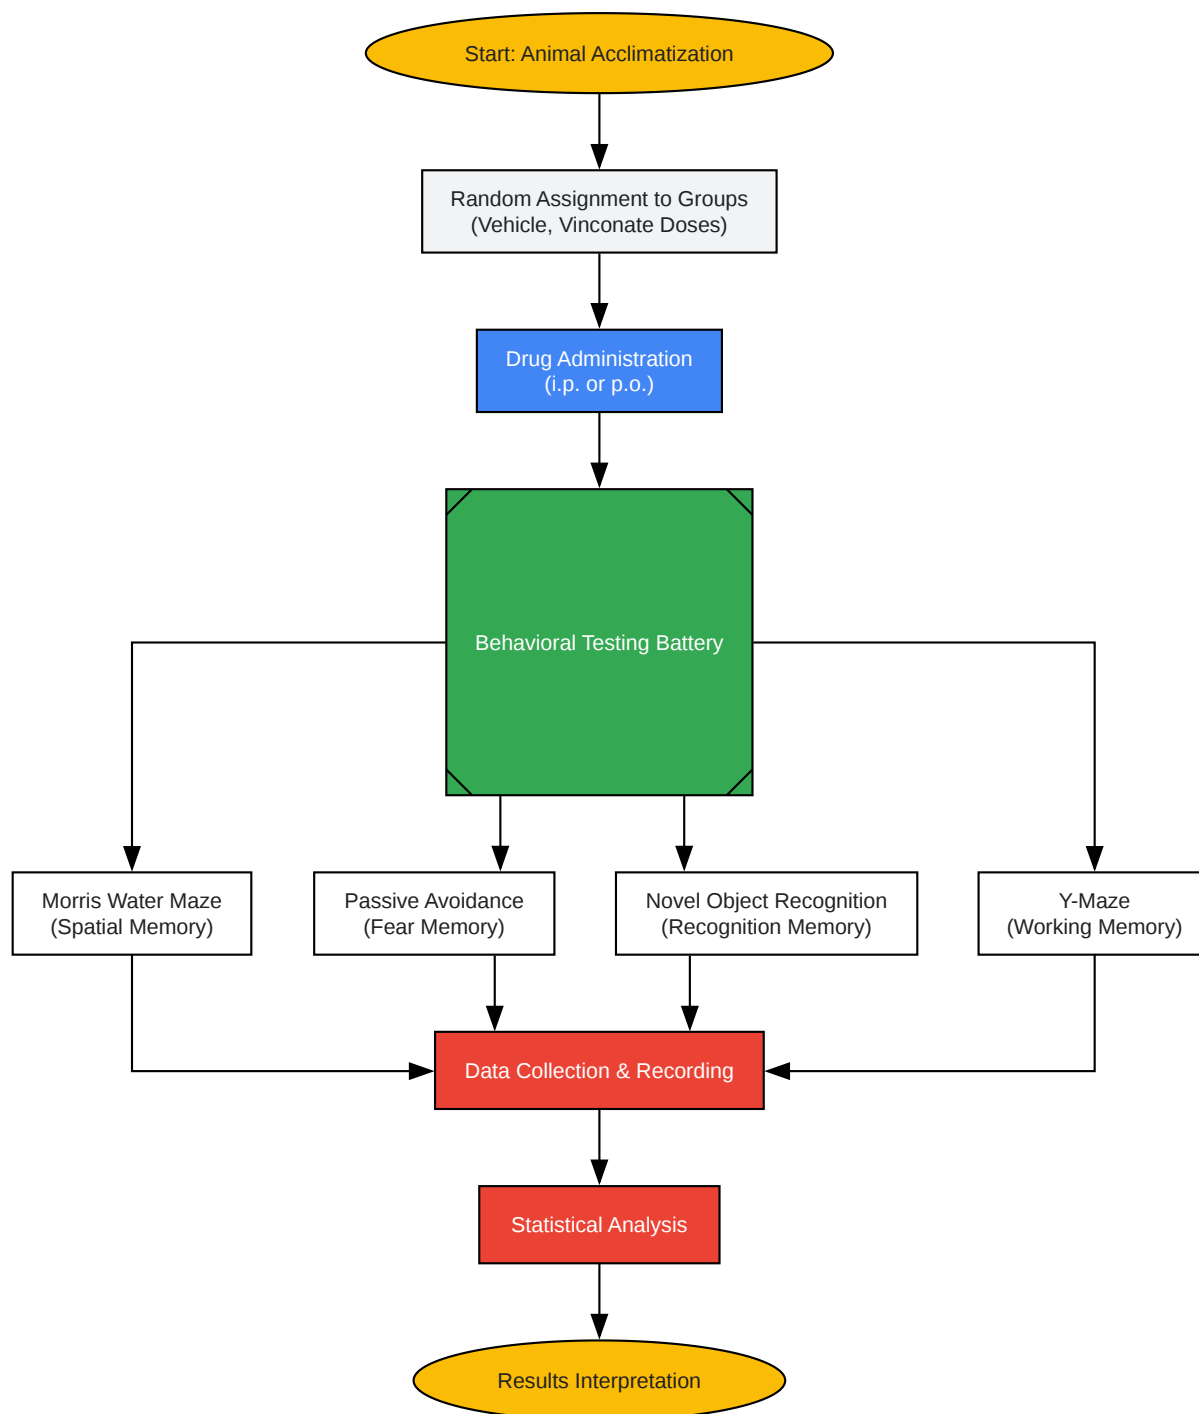 Start: Animal Acclimatization
Random Assignment to Groups
(Vehicle, Vinconate Doses)
Drug Administration
(i.p. or p.o.)
Behavioral Testing Battery
Morris Water Maze
(Spatial Memory)
Passive Avoidance
(Fear Memory)
Novel Object Recognition
(Recognition Memory)
Y-Maze
(Working Memory)
Data Collection & Recording
Statistical Analysis
Results Interpretation